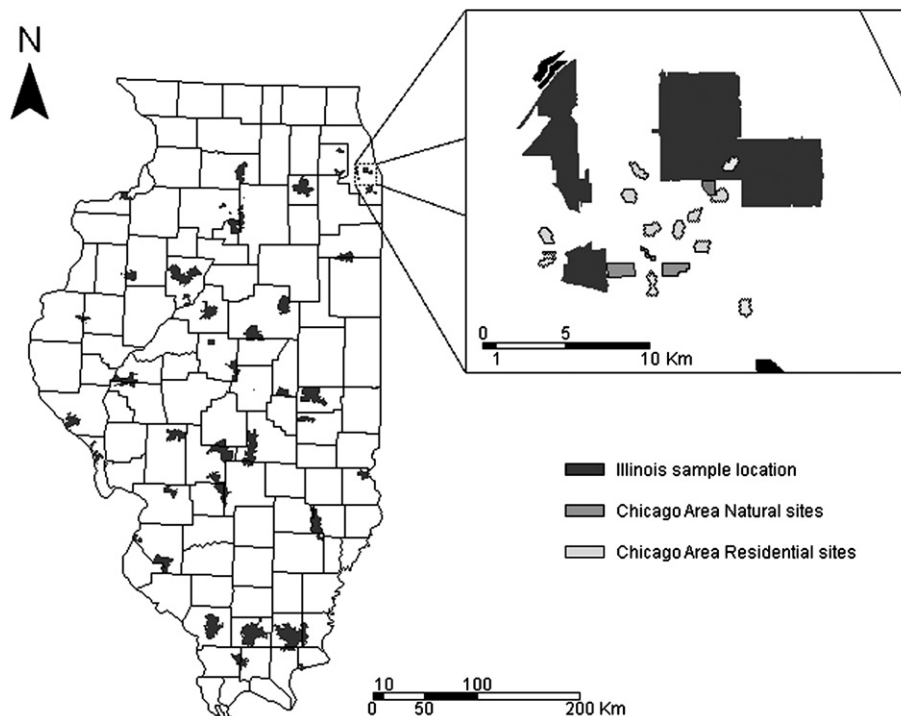 N
0 5
1 10 Km
Illinois sample location
Chicago Area Natural sites
Chicago Area Residential sites
10 100
0 50 200 Km